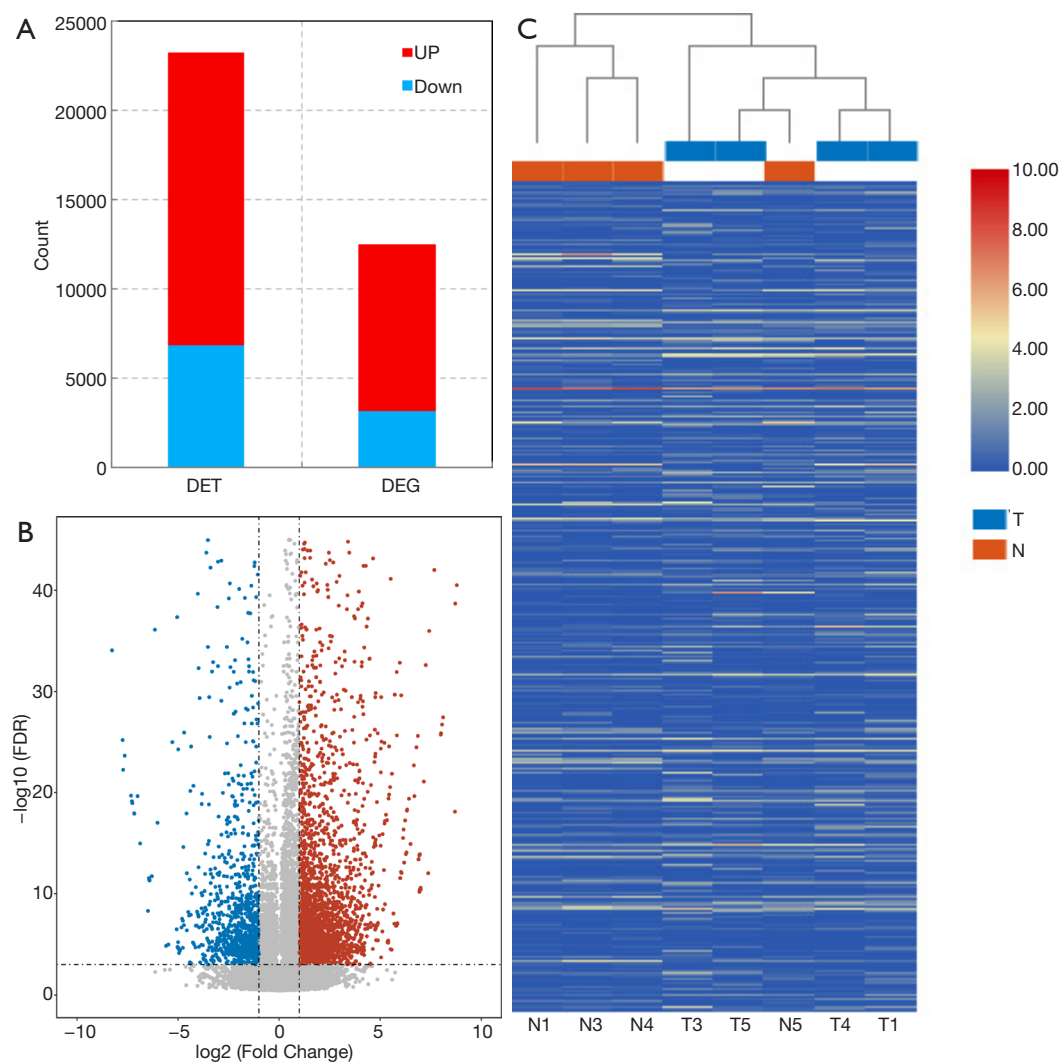 A
25000
20000
15000
10000
5000
0
Count
UP
Down
DET
DEG
B
40
30
20
10
0
−log10 (FDR)
−10
−5
0
5
10
log2 (Fold Change)
C
10.00
8.00
6.00
4.00
2.00
0.00
T
N
N1 N3 N4 T3 T5 N5 T4 T1